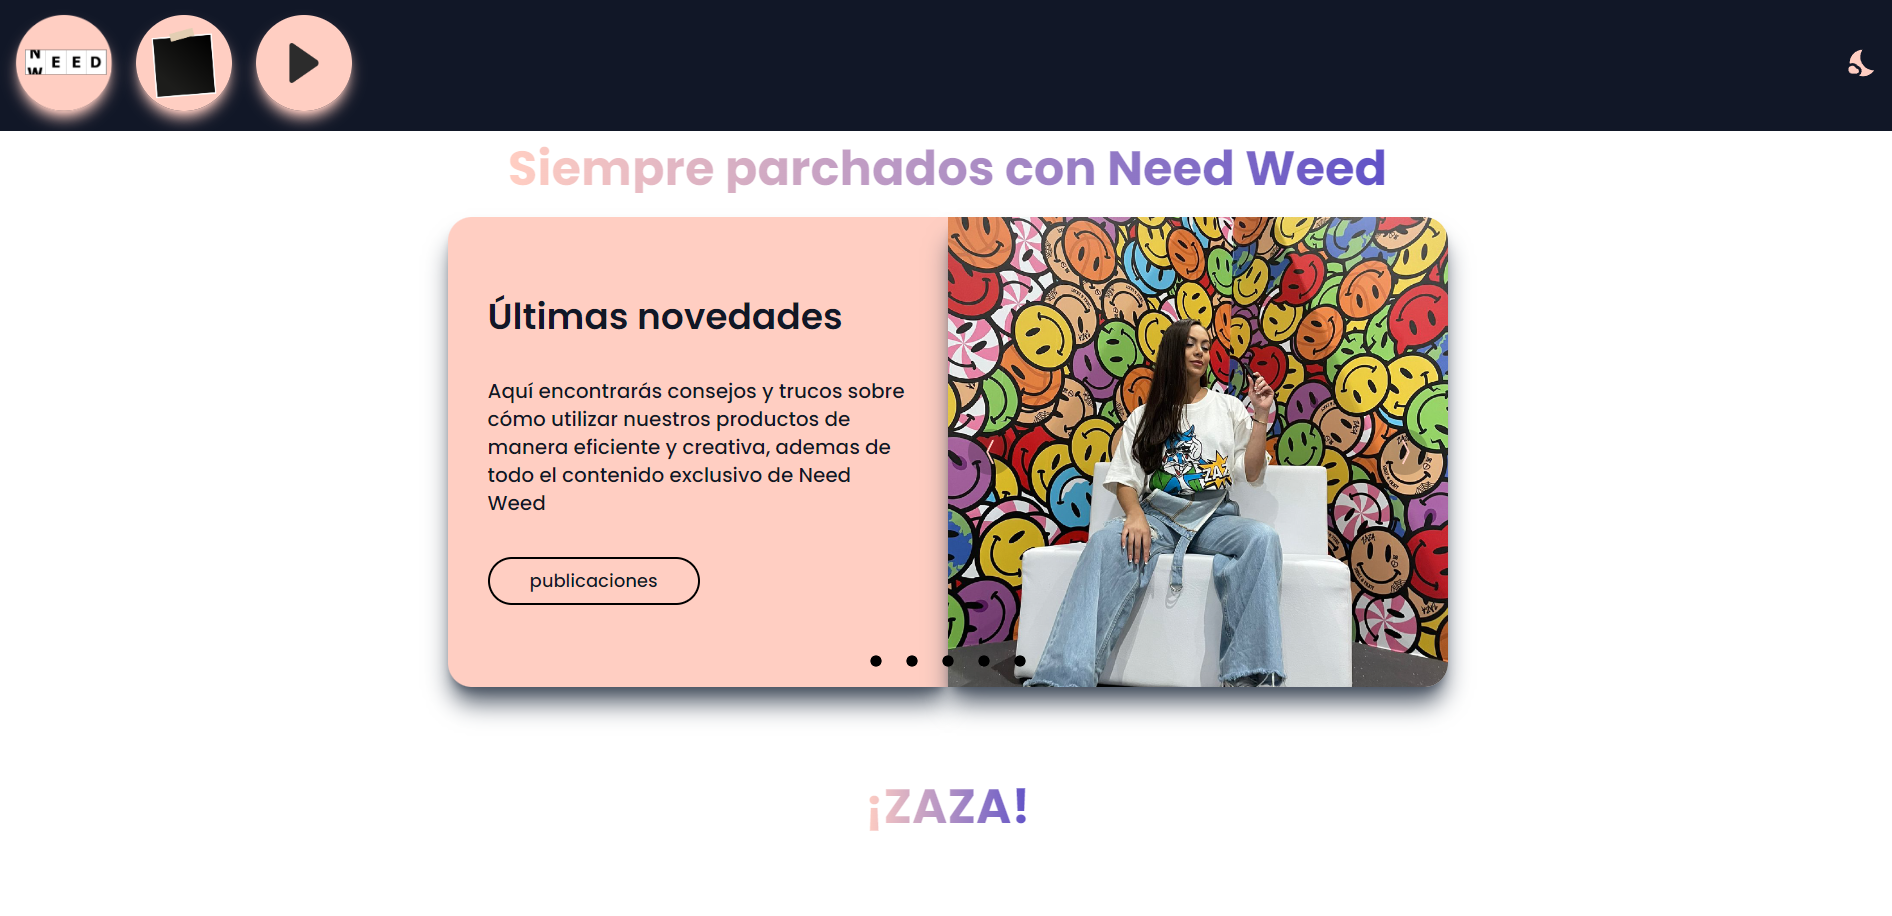 N
W EED
Siempre parchados con Need Weed
Últimas novedades
Aquí encontrarás consejos y trucos sobre
cómo utilizar nuestros productos de
manera eficiente y creativa, ademas de
todo el contenido exclusivo de Need
Weed
publicaciones
¡ZAZA!